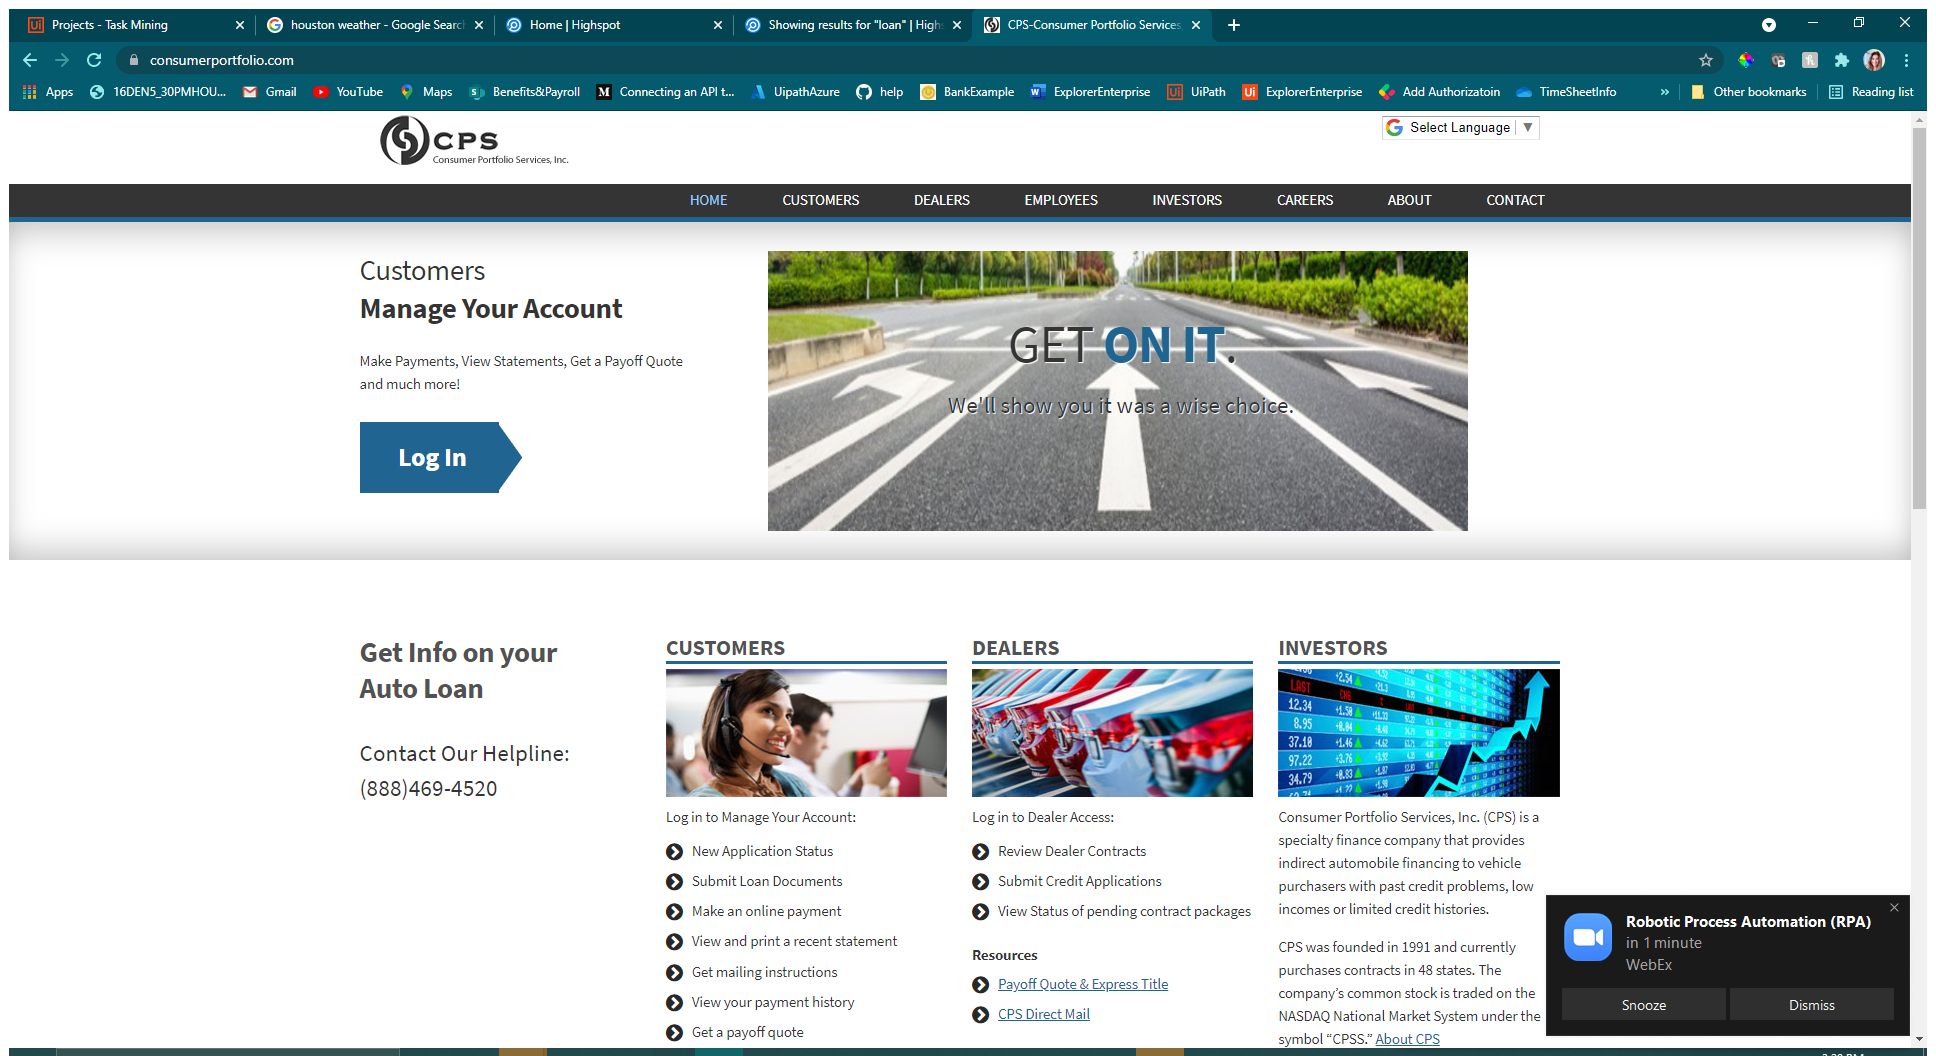 Projects - Task Mining
houston weather - Google Searc
Home | Highspot
Showing results for "loan" | High
CPS-Consumer Portfolio Services,
consumerportfolio.com
Apps
16DEN5_30PMHOU...
Gmail
YouTube
Maps
Benefits&Payroll
Connecting an API t...
UipathAzure
help
BankExample
ExplorerEnterprise
UiPath
ExplorerEnterprise
Add Authorizatoin
TimeSheetInfo
»
Other bookmarks
Reading list
CPS
Consumer Portfolio Services, Inc.
Select Language
HOME
CUSTOMERS
DEALERS
EMPLOYEES
INVESTORS
CAREERS
ABOUT
CONTACT
Customers
Manage Your Account
Make Payments, View Statements, Get a Payoff Quote
and much more!
Log In
GET ON IT.
We'll show you it was a wise choice.
Get Info on your
Auto Loan
Contact Our Helpline:
(888)469-4520
CUSTOMERS
Log in to Manage Your Account:
New Application Status
Submit Loan Documents
Make an online payment
View and print a recent statement
Get mailing instructions
View your payment history
Get a payoff quote
DEALERS
Log in to Dealer Access:
Review Dealer Contracts
Submit Credit Applications
View Status of pending contract packages
Resources
Payoff Quote & Express Title
CPS Direct Mail
INVESTORS
LAST
12.34
8.95
37.10
97.22
34.79
Consumer Portfolio Services, Inc. (CPS) is a
specialty finance company that provides
indirect automobile financing to vehicle
purchasers with past credit problems, low
incomes or limited credit histories.
CPS was founded in 1991 and currently
purchases contracts in 48 states. The
company's common stock is traded on the
NASDAQ National Market System under the
symbol “CPSS.” About CPS
Robotic Process Automation (RPA)
in 1 minute
WebEx
Snooze
Dismiss